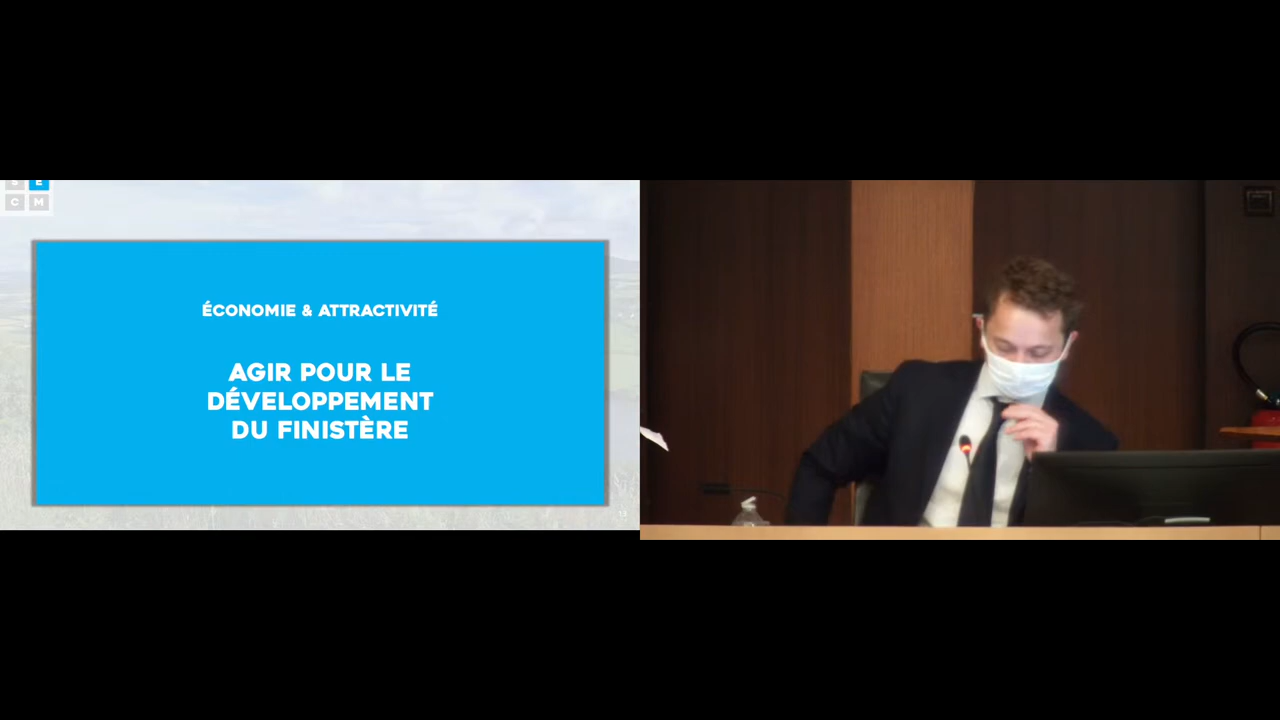 E
C M
ÉCONOMIE & ATTRACTIVITÉ
AGIR POUR LE
DÉVELOPPEMENT
DU FINISTÈRE